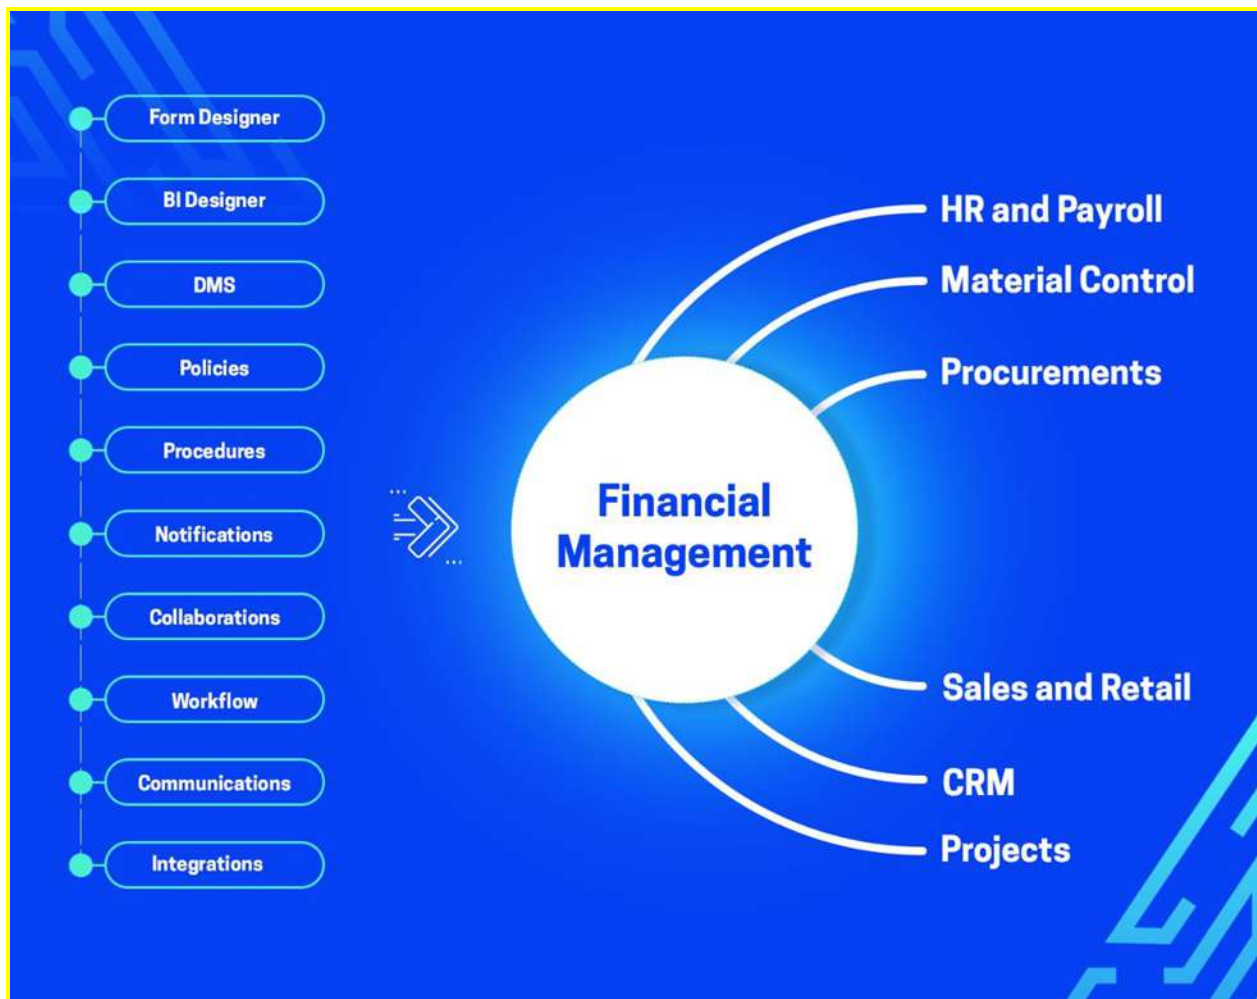 Form Designer
BI Designer
DMS
Policies
Procedures
Notifications
Collaborations
Workflow
Communications
Integrations
Financial
Management
HR and Payroll
Material Control
Procurements
Sales and Retail
CRM
Projects